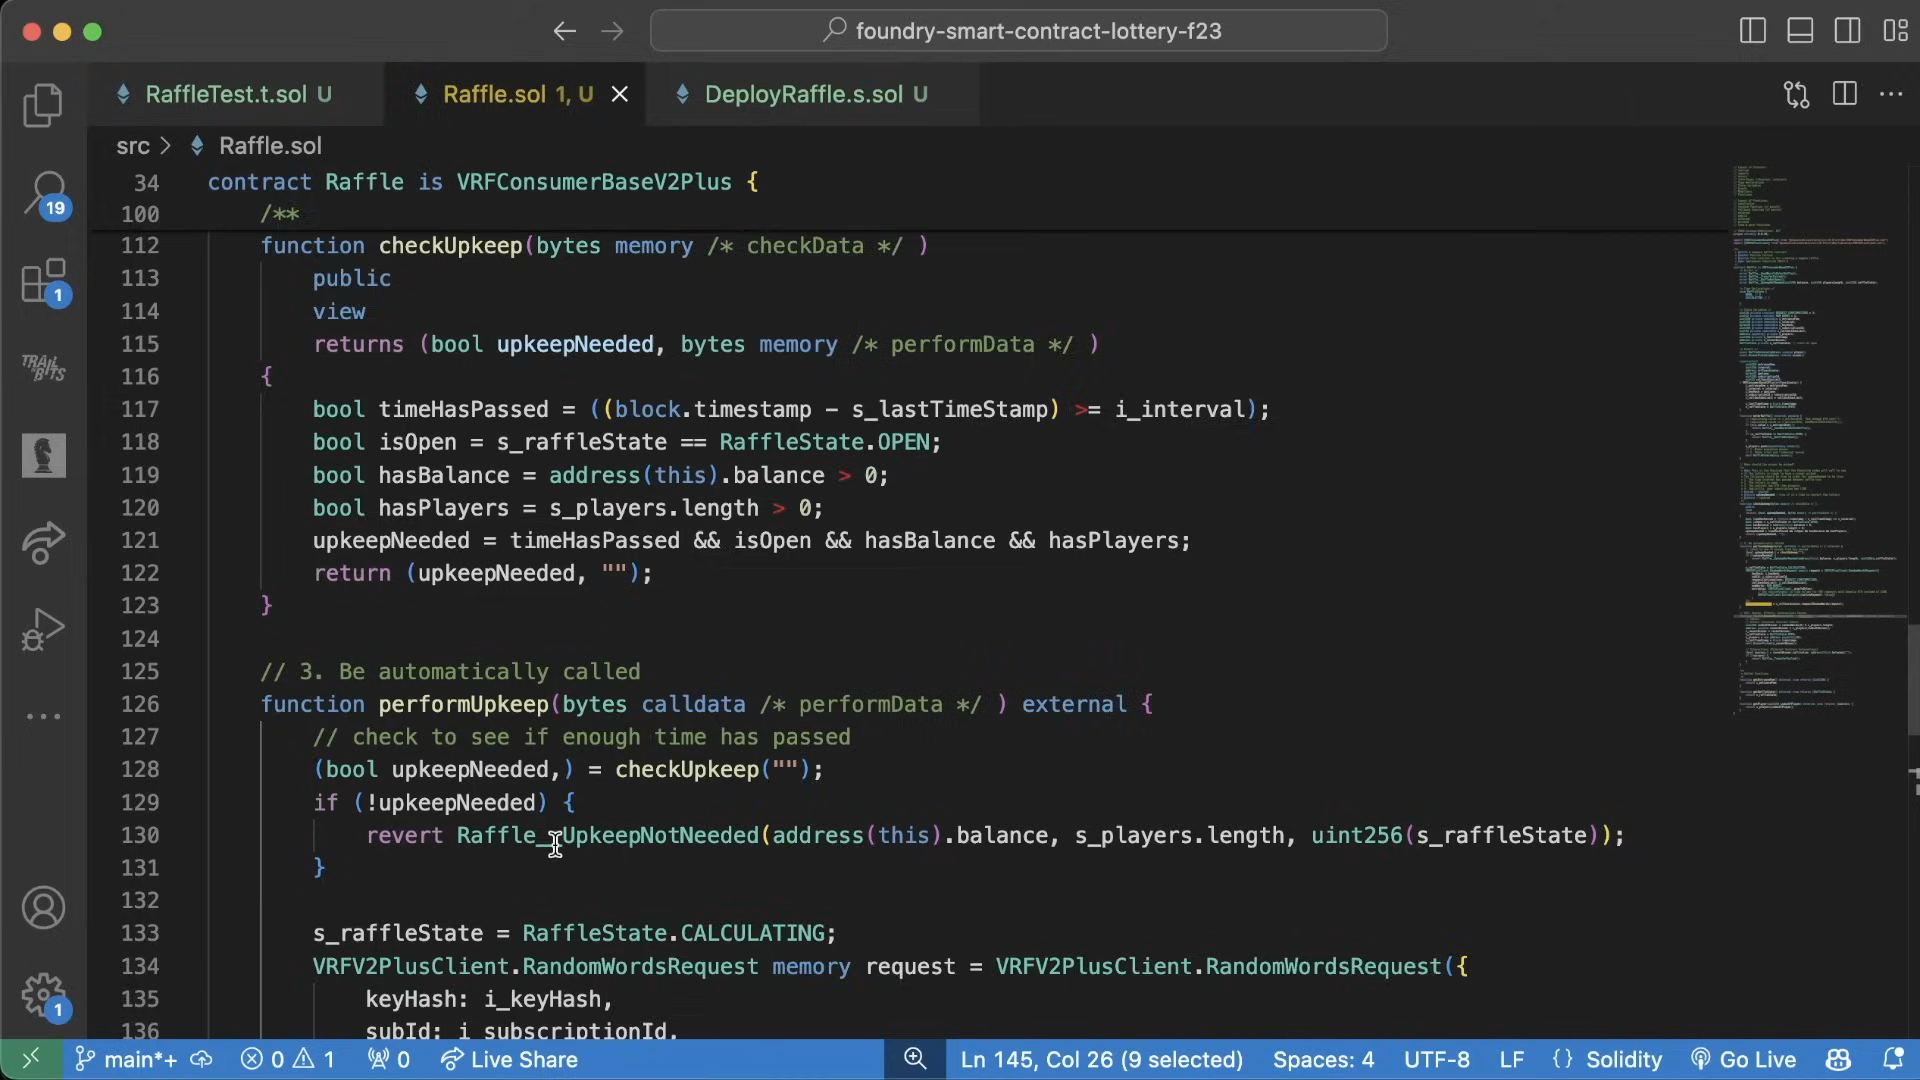 foundry-smart-contract-lottery-f23
RaffleTest.t.sol U
Raffle.sol 1, U
DeployRaffle.s.sol U
src > Raffle.sol
34 contract Raffle is VRFConsumerBaseV2Plus {
100 /**
112 function checkUpkeep(bytes memory /* checkData */ )
113 public
114 view
115 returns (bool upkeepNeeded, bytes memory /* performData */ )
116 {
117 bool timeHasPassed = ((block.timestamp - s_lastTimeStamp) >= i_interval);
118 bool isOpen = s_raffleState == RaffleState.OPEN;
119 bool hasBalance = address(this).balance > 0;
120 bool hasPlayers = s_players.length > 0;
121 upkeepNeeded = timeHasPassed && isOpen && hasBalance && hasPlayers;
122 return (upkeepNeeded, "");
123 }
124
125 // 3. Be automatically called
126 function performUpkeep(bytes calldata /* performData */ ) external {
127 // check to see if enough time has passed
128 (bool upkeepNeeded,) = checkUpkeep("");
129 if (!upkeepNeeded) {
130 revert Raffle__UpkeepNotNeeded(address(this).balance, s_players.length, uint256(s_raffleState));
131 }
132
133 s_raffleState = RaffleState.CALCULATING;
134 VRFV2PlusClient.RandomWordsRequest memory request = VRFV2PlusClient.RandomWordsRequest({
135 keyHash: i_keyHash,
136 subId: i_subscriptionId,
19
1
TRAIL OF BITS
1
main*+ 0 1 0 Live Share Ln 145, Col 26 (9 selected) Spaces: 4 UTF-8 LF {} Solidity Go Live